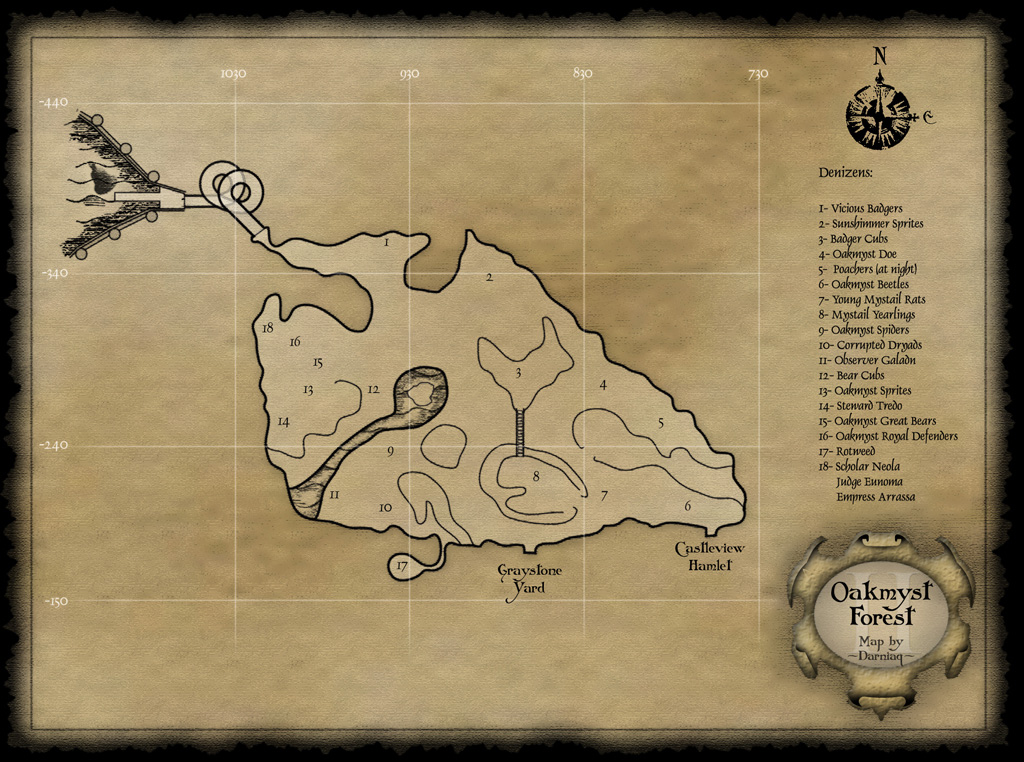 N
1030 930 830 730
-440
E
Denizens:
1- Vicious Badgers
2- Sunshimmer Sprites
3- Badger Cubs
4- Oakmyst Doe
5- Poachers (at night)
6- Oakmyst Beetles
7- Young Mystail Rats
8- Mystail Yearlings
9- Oakmyst Spiders
10- Corrupted Dryads
11- Observer Galadn
12- Bear Cubs
13- Oakmyst Sprites
14- Steward Tredo
15- Oakmyst Great Bears
16- Oakmyst Royal Defenders
17- Rotweed
18- Scholar Neola
Judge Eunoma
Empress Arrassa
1
-340
2
18
16
15
3
13
12
4
14
5
-240
9
8
11
7
10
6
17
Graystone
Yard
Castleview
Hamlet
-150
Oakmyst
Forest
Map by
~Darniaq~